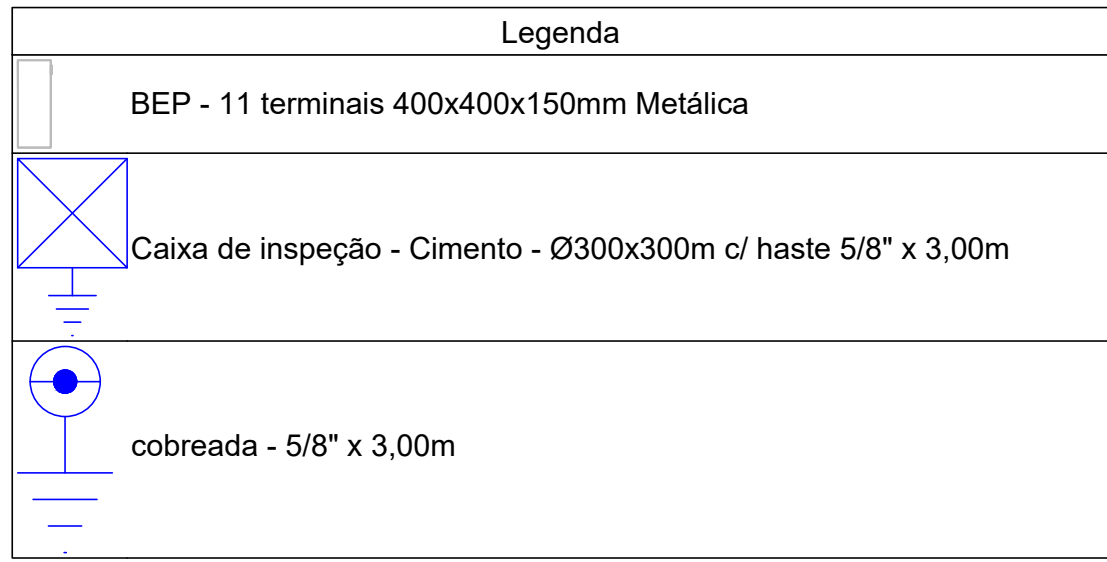 Legenda
BEP - 11 terminais 400x400x150mm Metálica
Caixa de inspeção - Cimento - Ø300x300m c/ haste 5/8" x 3,00m
cobreada - 5/8" x 3,00m